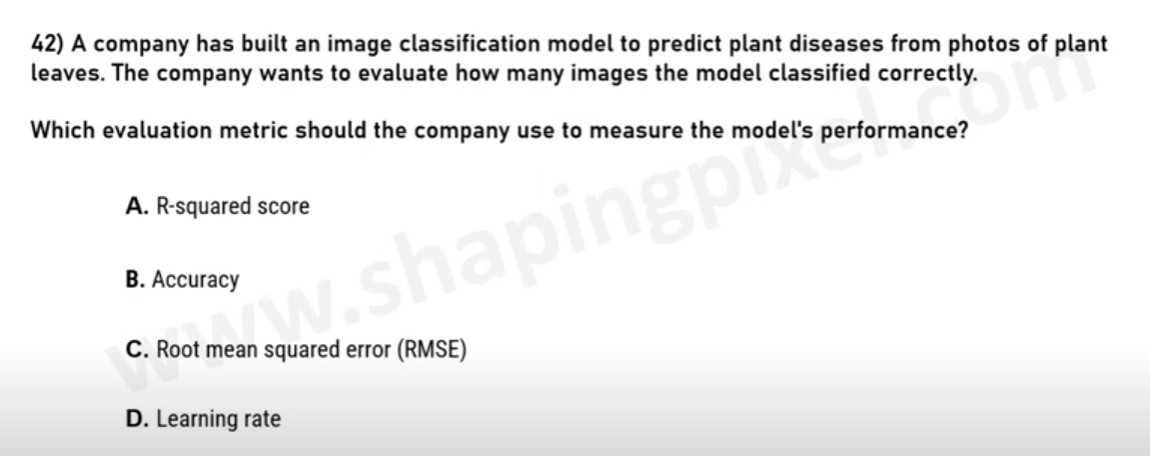 42) A company has built an image classification model to predict plant diseases from photos of plant
leaves. The company wants to evaluate how many images the model classified correctly.
Which evaluation metric should the company use to measure the model's performance?
A. R-squared score
B. Accuracy
C. Root mean squared error (RMSE)
D. Learning rate
www.shapingpixel.com